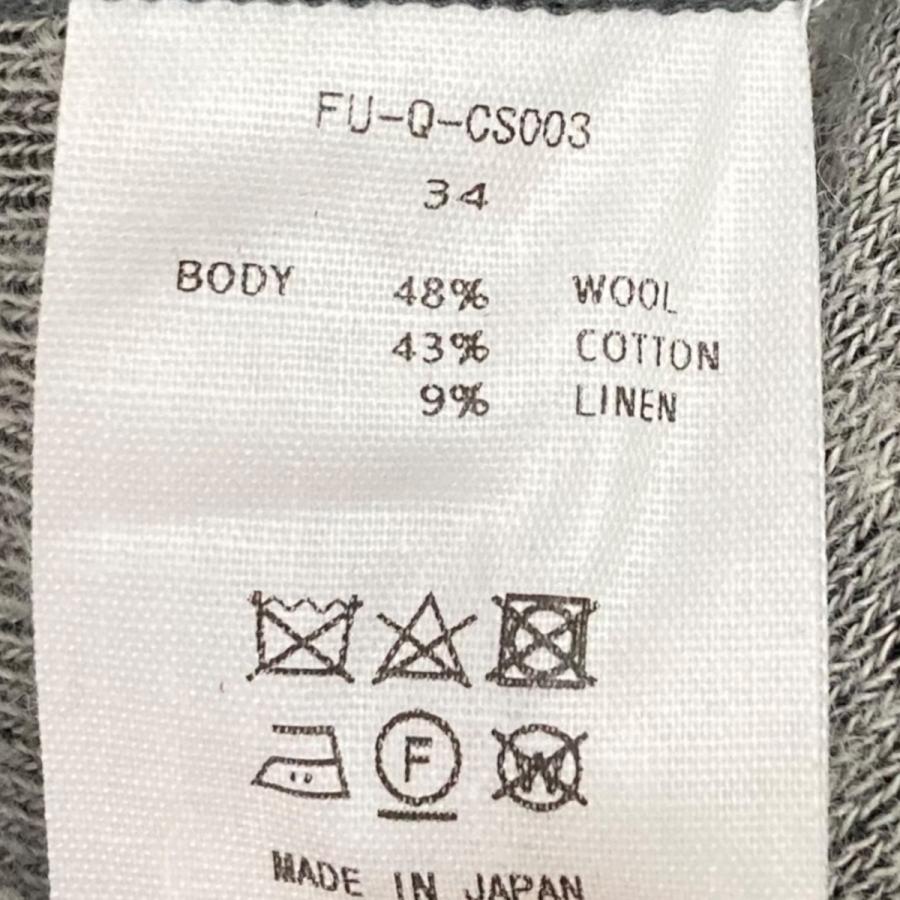 FU-Q-CS003
34
BODY 48% WOOL
43% COTTON
9% LINEN
F W
MADE IN JAPAN